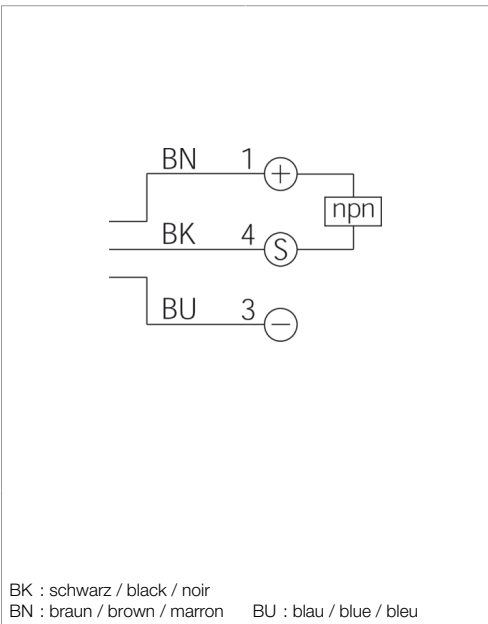 BN 1 +
npn
BK 4 S
BU 3 −
BK : schwarz / black / noir
BN : braun / brown / marron BU : blau / blue / bleu